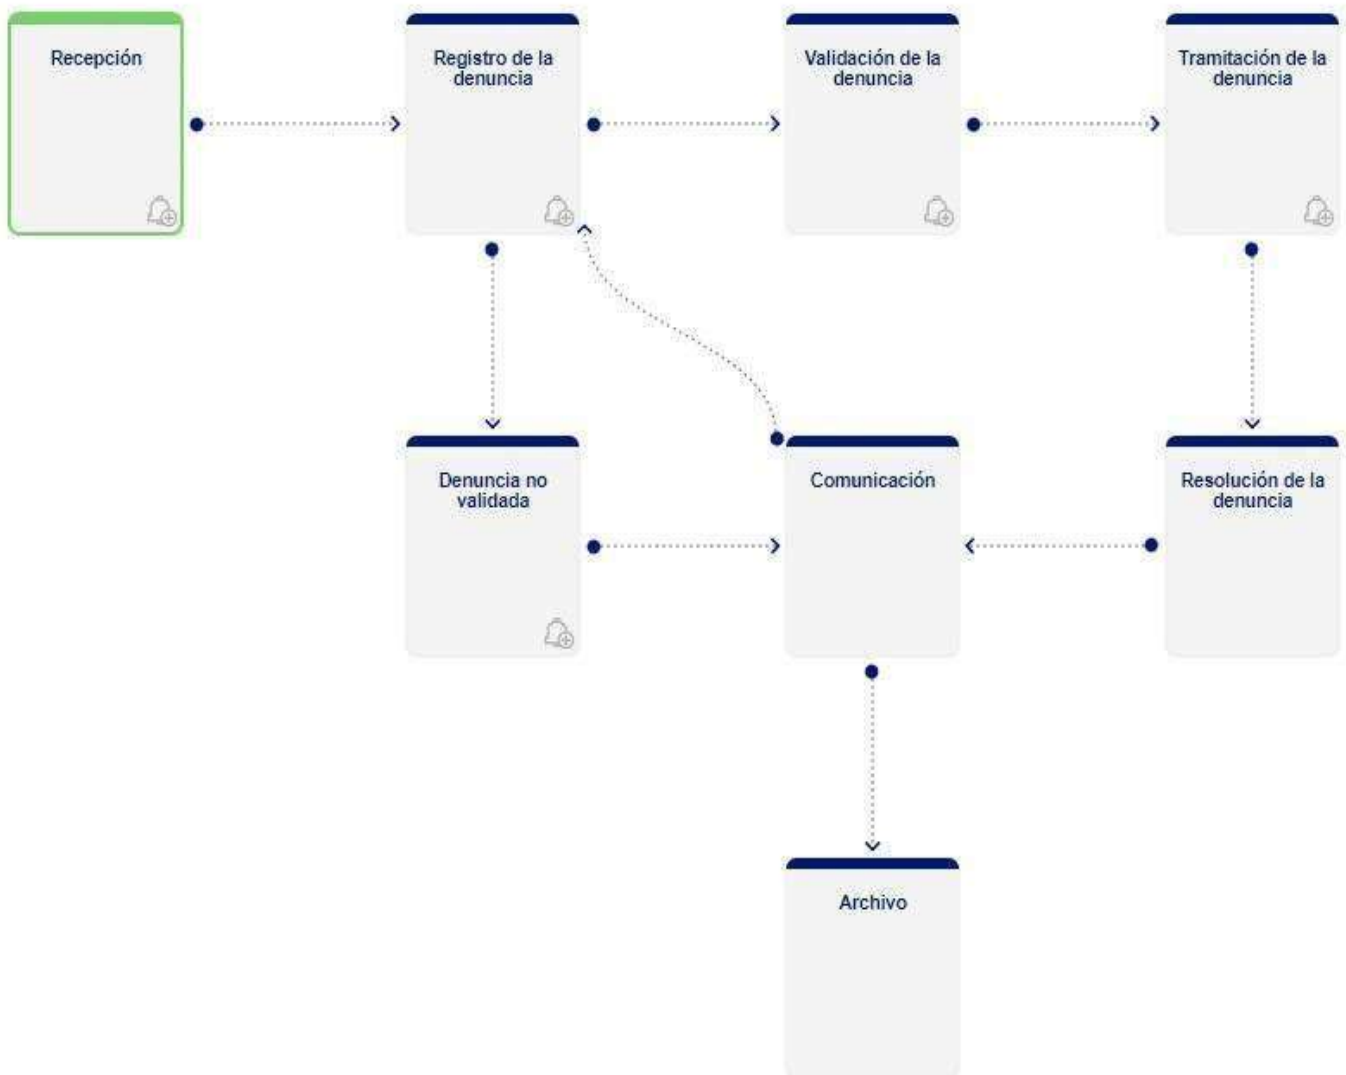 Recepción
Registro de la
denuncia
Validación de la
denuncia
Tramitación de la
denuncia
Denuncia no
validada
Comunicación
Resolución de la
denuncia
Archivo